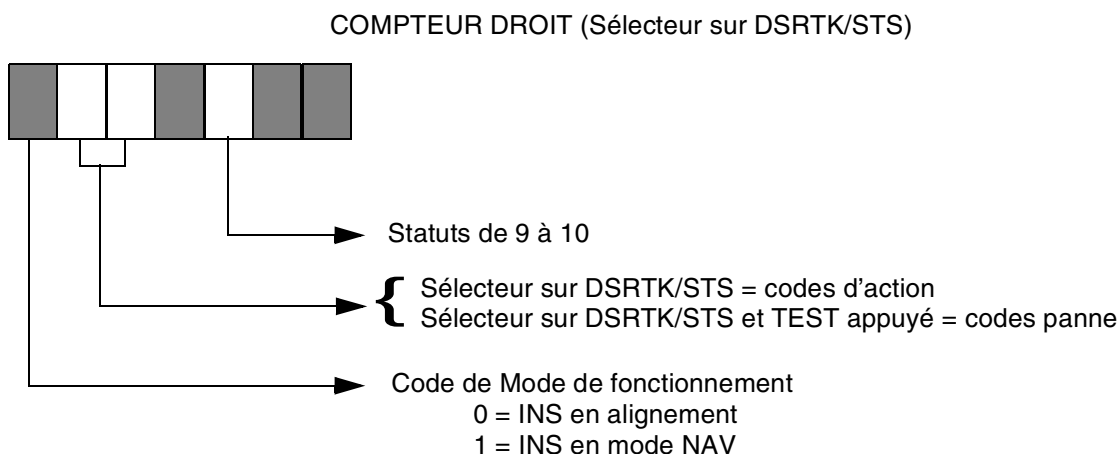 COMPTEUR DROIT (Sélecteur sur DSRTK/STS)
Statuts de 9 à 10
{ Sélecteur sur DSRTK/STS = codes d'action
Sélecteur sur DSRTK/STS et TEST appuyé = codes panne
Code de Mode de fonctionnement
0 = INS en alignement
1 = INS en mode NAV